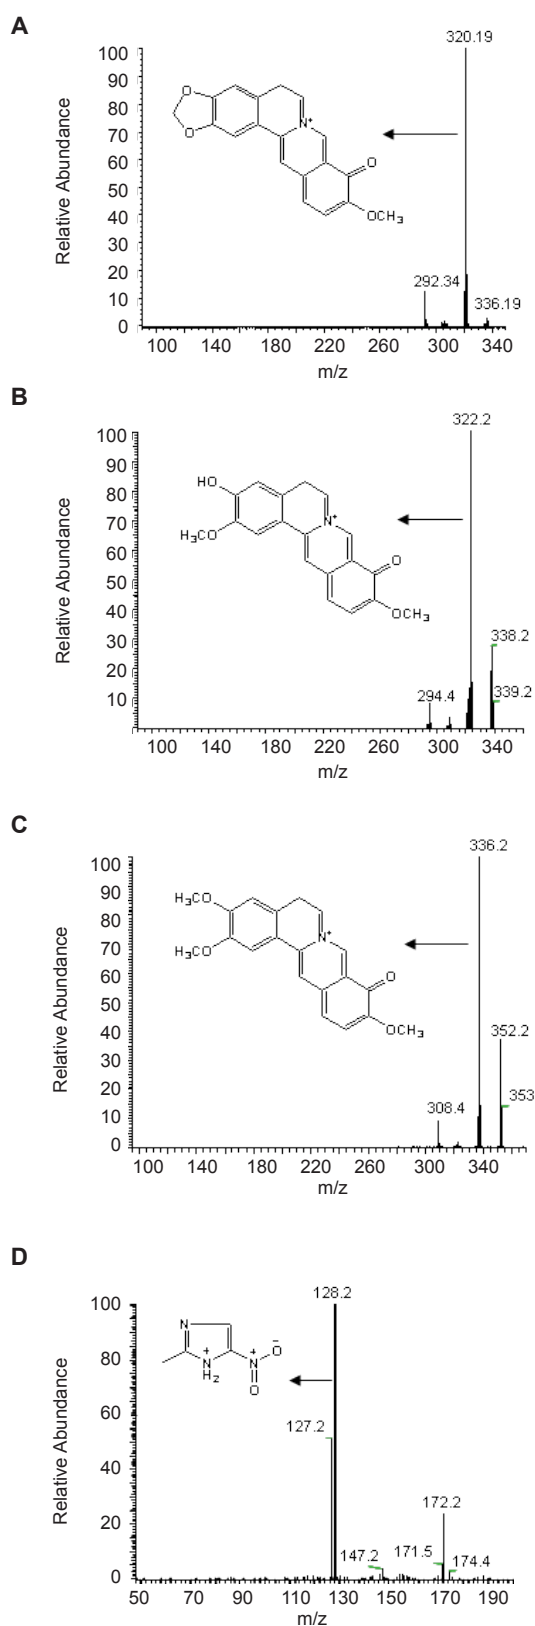 A
320.19
100
90
80
70
60
50
40
30
20
10
0
Relative Abundance
O
O
N+
O
OCH3
292.34
336.19
100 140 180 220 260 300 340
m/z
B
322.2
100
90
80
70
60
50
40
30
20
10
Relative Abundance
HO
H3CO
N+
O
OCH3
294.4
338.2
339.2
100 140 180 220 260 300 340
m/z
C
336.2
100
90
80
70
60
50
40
30
20
10
0
Relative Abundance
H3CO
H3CO
N+
O
OCH3
308.4
352.2
353
100 140 180 220 260 300 340
m/z
D
128.2
100
80
60
40
20
0
Relative Abundance
N
+
N
H2
+
N
O
-
O
127.2
147.2
171.5
172.2
174.4
50 70 90 110 130 150 170 190
m/z